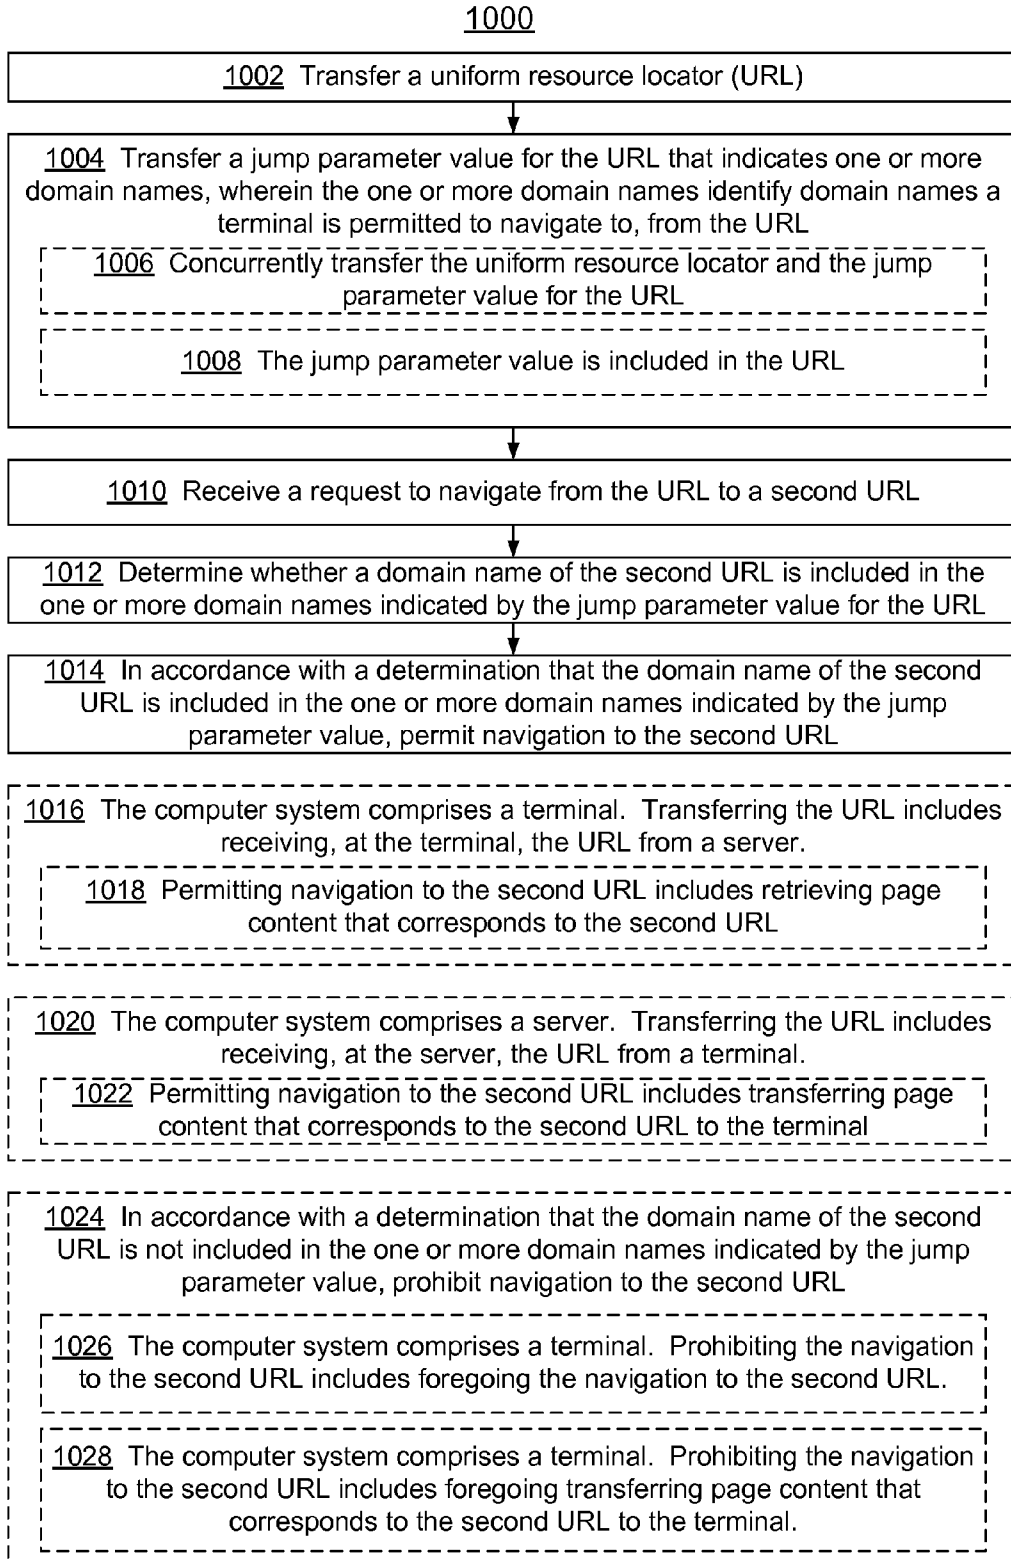 1000
1002 Transfer a uniform resource locator (URL)
1004 Transfer a jump parameter value for the URL that indicates one or more
domain names, wherein the one or more domain names identify domain names a
terminal is permitted to navigate to, from the URL
1006 Concurrently transfer the uniform resource locator and the jump
parameter value for the URL
1008 The jump parameter value is included in the URL
1010 Receive a request to navigate from the URL to a second URL
1012 Determine whether a domain name of the second URL is included in the
one or more domain names indicated by the jump parameter value for the URL
1014 In accordance with a determination that the domain name of the second
URL is included in the one or more domain names indicated by the jump
parameter value, permit navigation to the second URL
1016 The computer system comprises a terminal. Transferring the URL includes
receiving, at the terminal, the URL from a server.
1018 Permitting navigation to the second URL includes retrieving page
content that corresponds to the second URL
1020 The computer system comprises a server. Transferring the URL includes
receiving, at the server, the URL from a terminal.
1022 Permitting navigation to the second URL includes transferring page
content that corresponds to the second URL to the terminal
1024 In accordance with a determination that the domain name of the second
URL is not included in the one or more domain names indicated by the jump
parameter value, prohibit navigation to the second URL
1026 The computer system comprises a terminal. Prohibiting the navigation
to the second URL includes foregoing the navigation to the second URL.
1028 The computer system comprises a terminal. Prohibiting the navigation
to the second URL includes foregoing transferring page content that
corresponds to the second URL to the terminal.